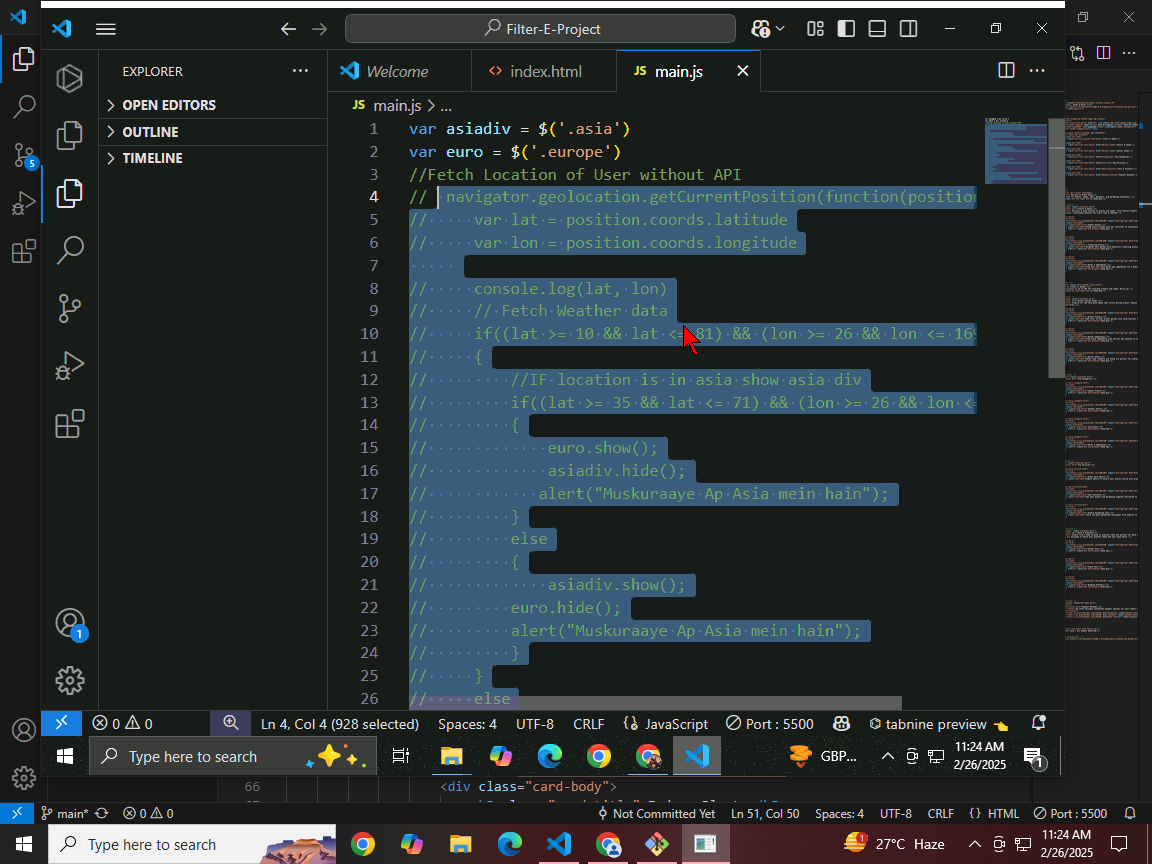 Filter-E-Project
EXPLORER
OPEN EDITORS
OUTLINE
TIMELINE
Welcome
index.html
JS main.js
JS main.js > ...
1 var asiadiv = $('.asia')
2 var euro = $('.europe')
3 //Fetch Location of User without API
4 // navigator.geolocation.getCurrentPosition(function(position
5 // var lat = position.coords.latitude
6 // var lon = position.coords.longitude
7
8 // console.log(lat, lon)
9 // // Fetch Weather data
10 // if((lat >= 10 && lat <= 81) && (lon >= 26 && lon <= 169
11 // {
12 // //IF location is in asia show asia div
13 // if((lat >= 35 && lat <= 71) && (lon >= 26 && lon <=
14 // {
15 // euro.show();
16 // asiadiv.hide();
17 // alert("Muskuraaye Ap Asia mein hain");
18 // }
19 // else
20 // {
21 // asiadiv.show();
22 // euro.hide();
23 // alert("Muskuraaye Ap Asia mein hain");
24 // }
25 // }
26 // else
5
1
0 0
Ln 4, Col 4 (928 selected)
Spaces: 4
UTF-8
CRLF
{} JavaScript
Port : 5500
tabnine preview
Type here to search
GBP...
11:24 AM
2/26/2025
1
66 <div class="card-body">
main*
0 0
Not Committed Yet
Ln 51, Col 50
Spaces: 4
UTF-8
CRLF
{} HTML
Port : 5500
Type here to search
1
27°C Haze
11:24 AM
2/26/2025